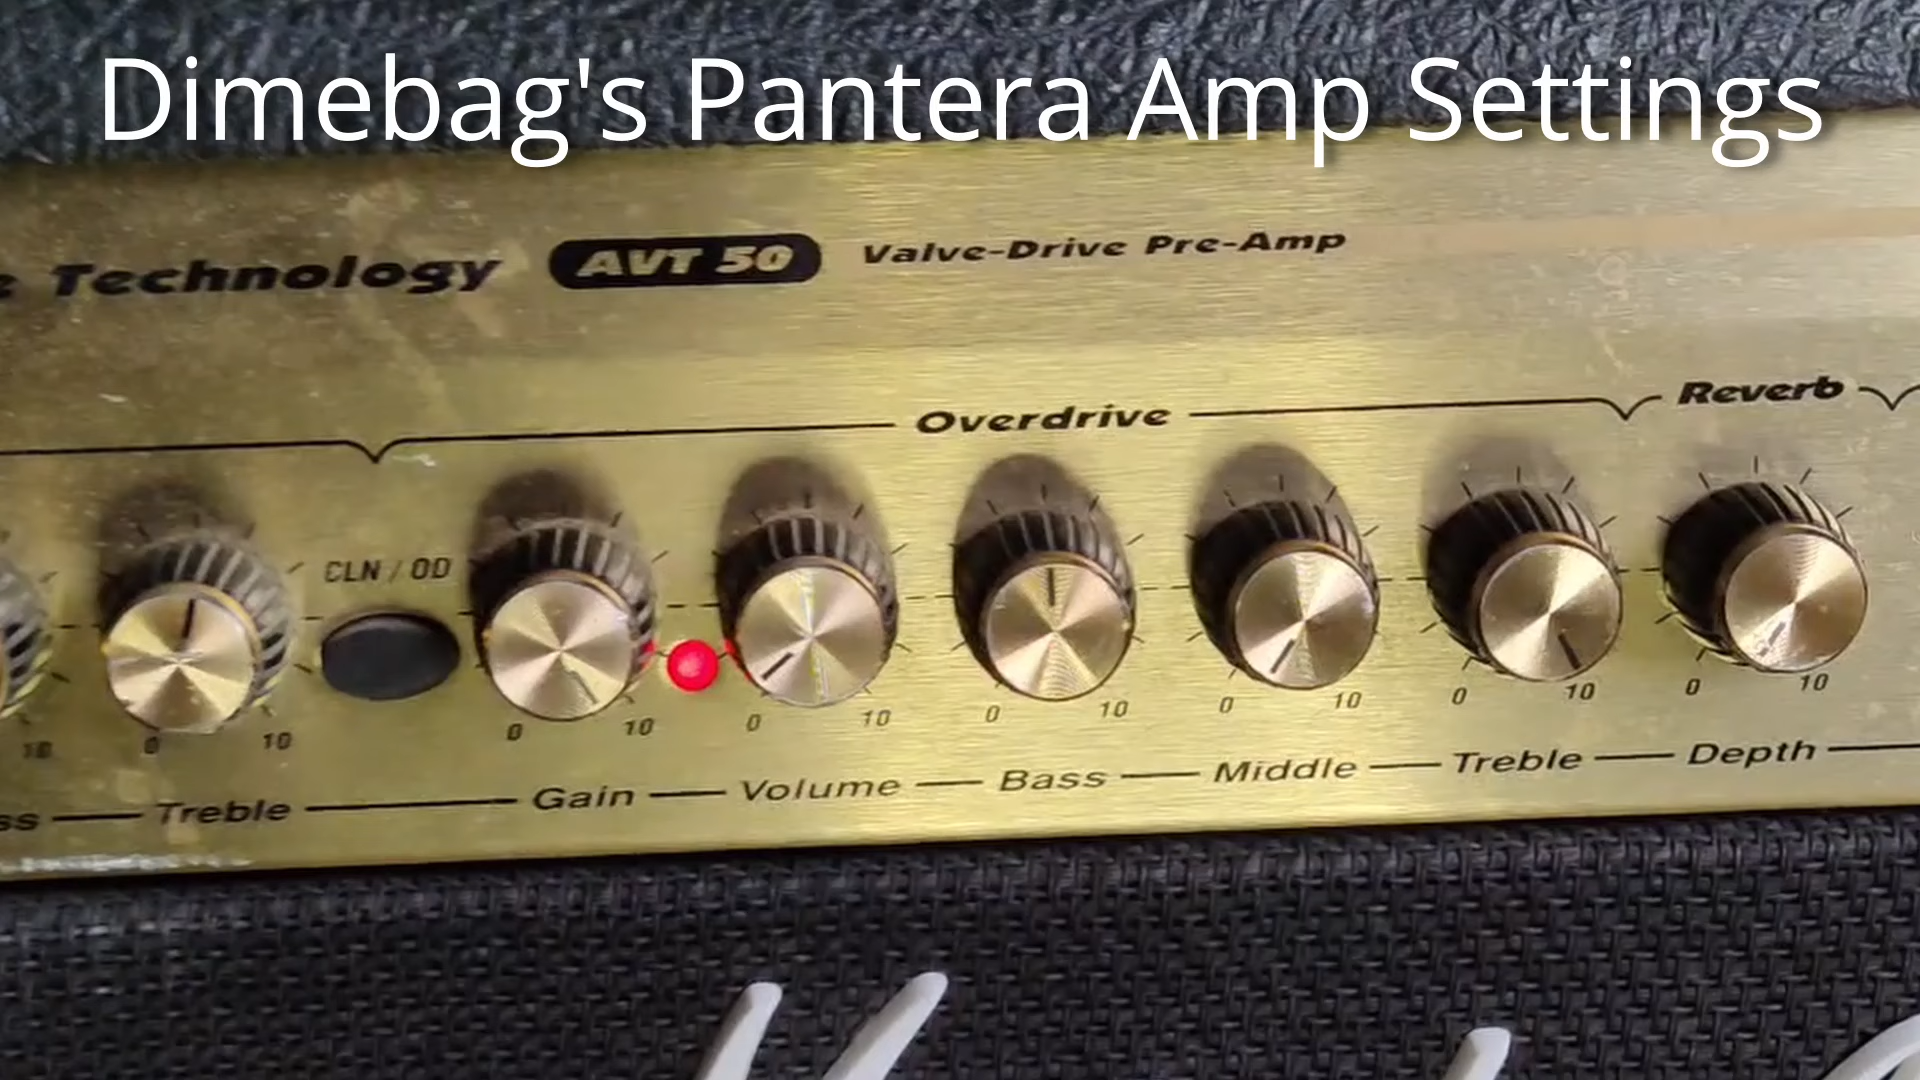 Dimebag's Pantera Amp Settings
Technology AVT 50 Valve-Drive Pre-Amp
Overdrive Reverb
CLN / OD
10 0 10 0 10 0 10 0 10 0 10 0 10 0 10
Treble Gain Volume Bass Middle Treble Depth